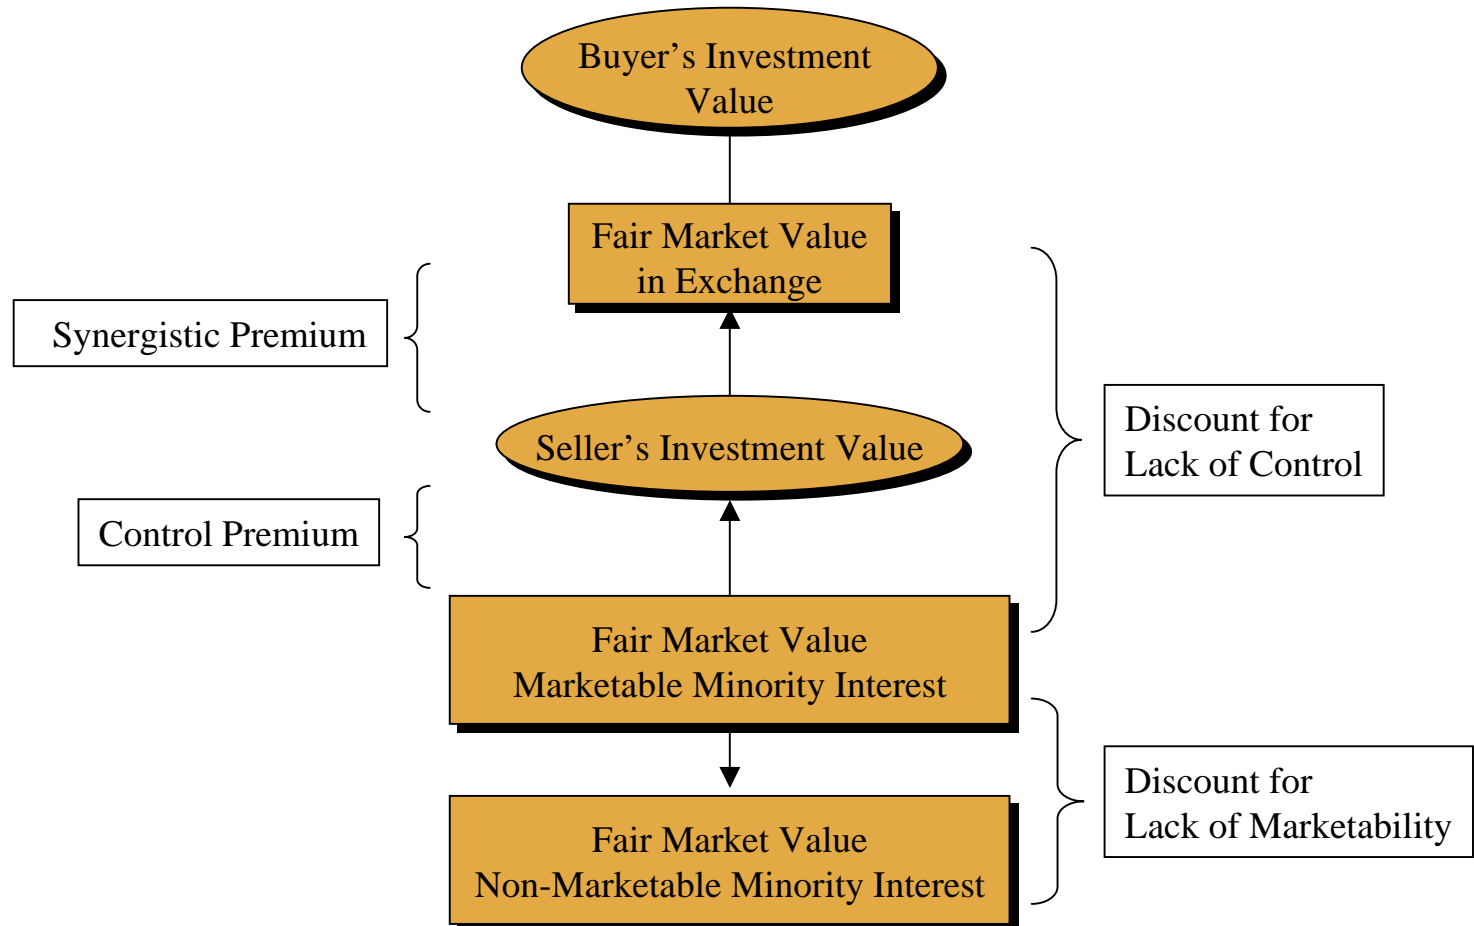 Buyer’s Investment
Value
Fair Market Value
in Exchange
Synergistic Premium
Discount for
Lack of Control
Seller’s Investment Value
Control Premium
Fair Market Value
Marketable Minority Interest
Discount for
Lack of Marketability
Fair Market Value
Non-Marketable Minority Interest